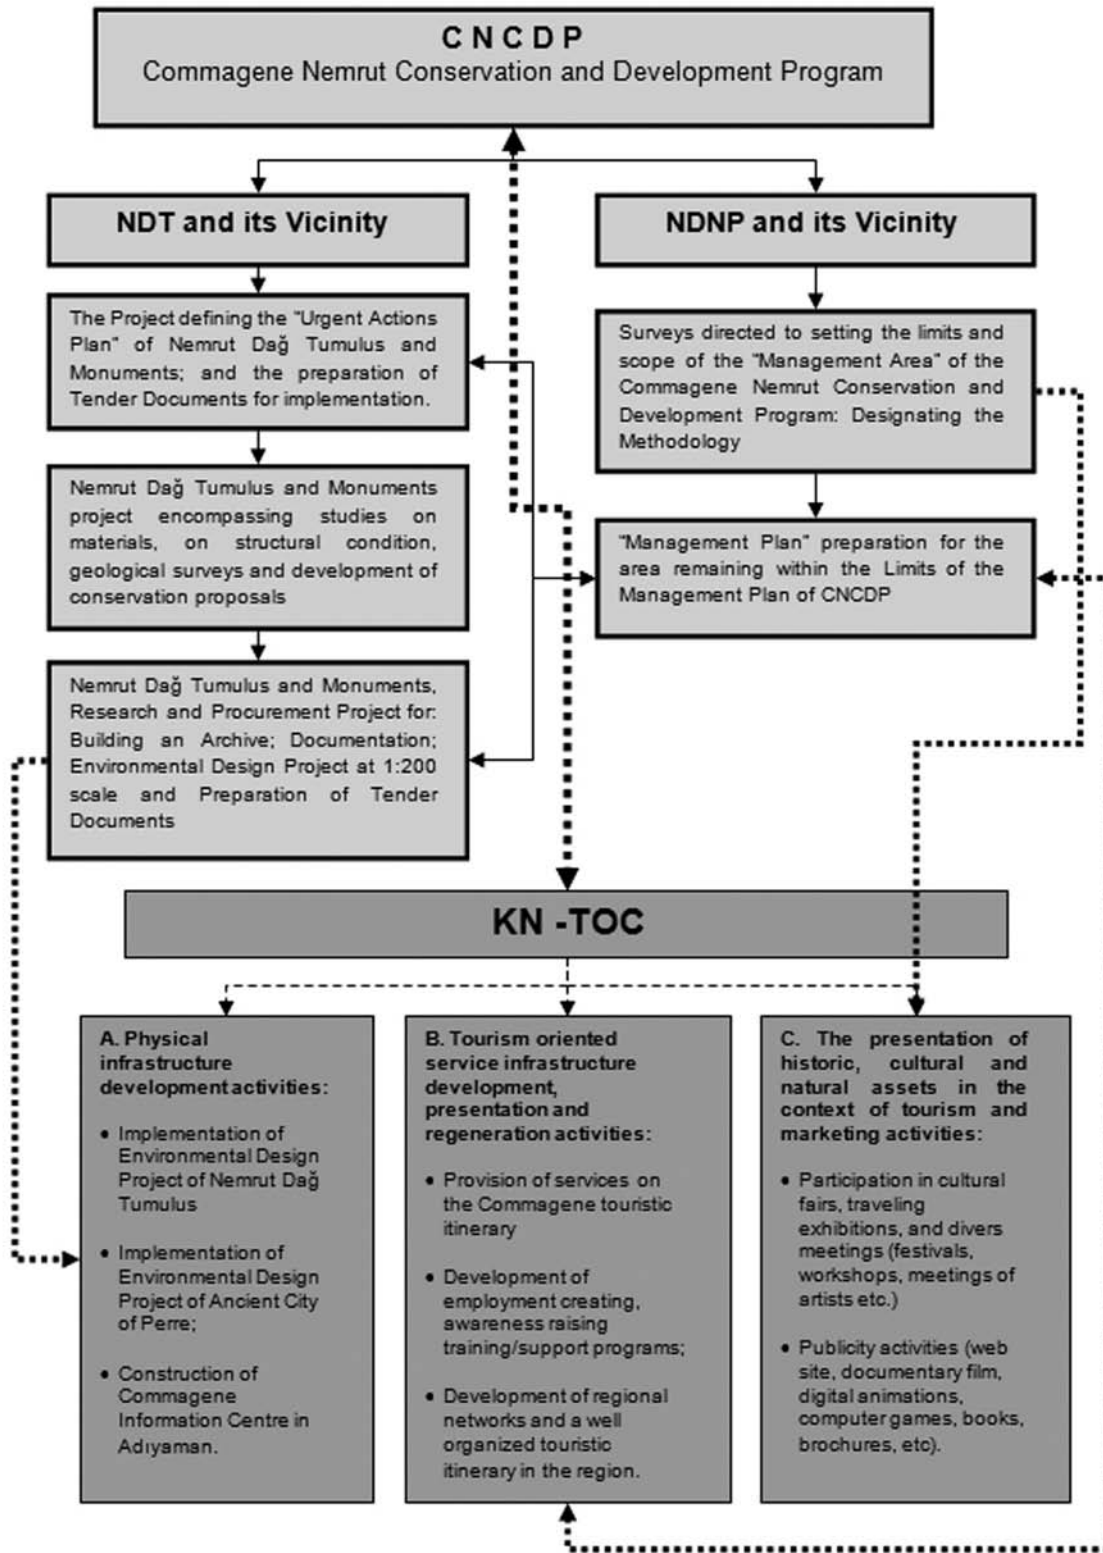 C N C D P
Commagene Nemrut Conservation and Development Program
NDT and its Vicinity
The Project defining the "Urgent Actions
Plan" of Nemrut Dağ Tumulus and
Monuments; and the preparation of
Tender Documents for implementation.
Nemrut Dağ Tumulus and Monuments
project encompassing studies on
materials, on structural condition,
geological surveys and development of
conservation proposals
Nemrut Dağ Tumulus and Monuments,
Research and Procurement Project for:
Building an Archive; Documentation;
Environmental Design Project at 1:200
scale and Preparation of Tender
Documents
NDNP and its Vicinity
Surveys directed to setting the limits and
scope of the "Management Area" of the
Commagene Nemrut Conservation and
Development Program: Designating the
Methodology
"Management Plan" preparation for the
area remaining within the Limits of the
Management Plan of CNCDP
KN -TOC
A. Physical
infrastructure
development activities:
• Implementation of
Environmental Design
Project of Nemrut Dağ
Tumulus
• Implementation of
Environmental Design
Project of Ancient City
of Perre;
• Construction of
Commagene
Information Centre in
Adıyaman.
B. Tourism oriented
service infrastructure
development,
presentation and
regeneration activities:
• Provision of services on
the Commagene touristic
itinerary
• Development of
employment creating,
awareness raising
training/support programs;
• Development of regional
networks and a well
organized touristic
itinerary in the region.
C. The presentation of
historic, cultural and
natural assets in the
context of tourism and
marketing activities:
• Participation in cultural
fairs, traveling
exhibitions, and divers
meetings (festivals,
workshops, meetings of
artists etc.)
• Publicity activities (web
site, documentary film,
digital animations,
computer games, books,
brochures, etc).